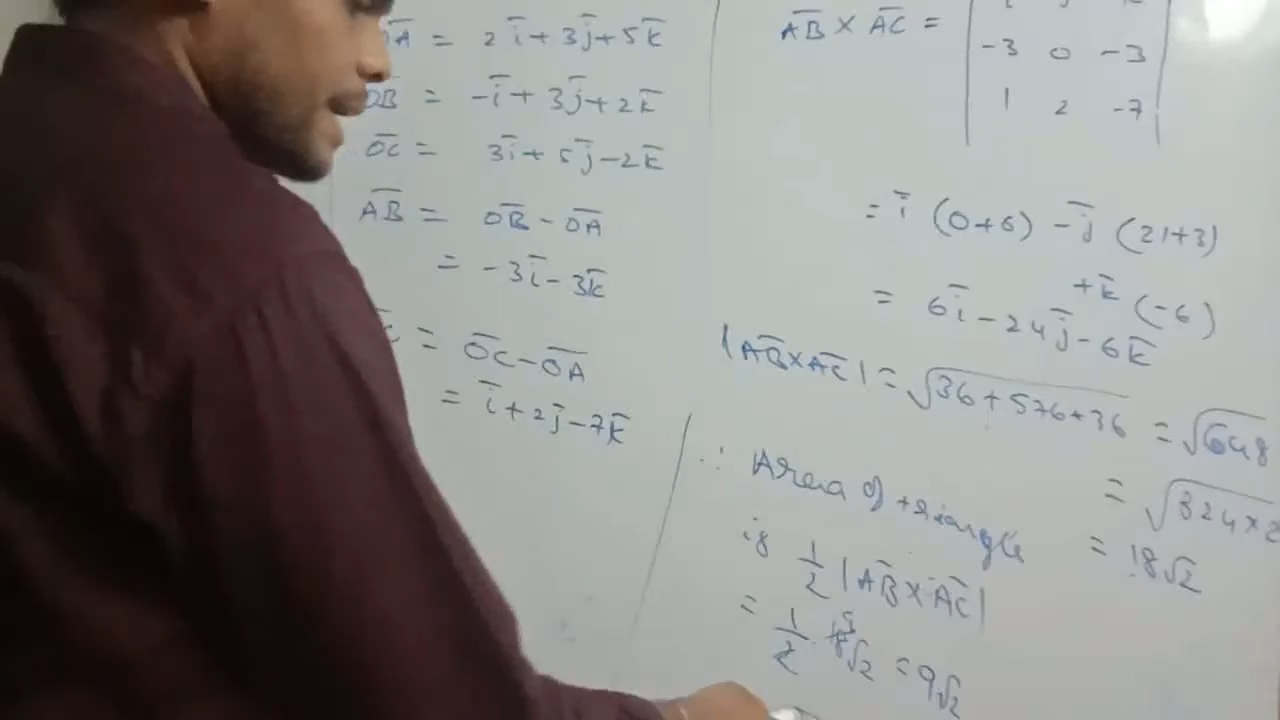 OA̅ = 2i̅ + 3j̅ + 5k̅
OB̅ = -i̅ + 3j̅ + 2k̅
OC̅ = 3i̅ + 5j̅ - 2k̅
AB̅ = OB̅ - OA̅
= -3i̅ - 3k̅
= OC̅ - OA̅
= i̅ + 2j̅ - 7k̅
AB̅ × AC̅ =
-3 0 -3
1 2 -7
= i̅ (0+6) - j̅ (21+3)
+k̅ (-6)
= 6i̅ - 24j̅ - 6k̅
|AB̅ × AC̅| = √36+576+36 = √648
= √324×2
= 18√2
∴ Area of triangle
is 1/2 |AB̅ × AC̅|
= 1/2 18 9 √2 = 9√2